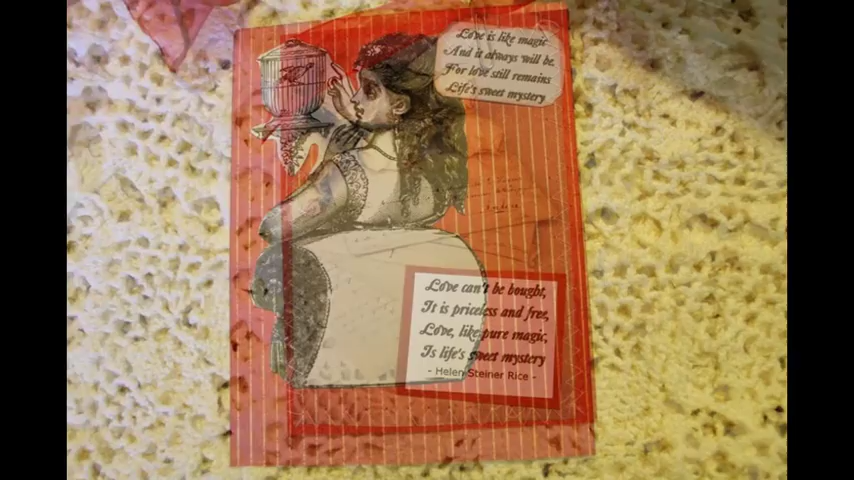 Love is like magic
And it always will be.
For love still remains
Life's sweet mystery
Love can't be bought,
It is priceless and free,
Love, like pure magic,
Is life's sweet mystery
- Helen Steiner Rice -